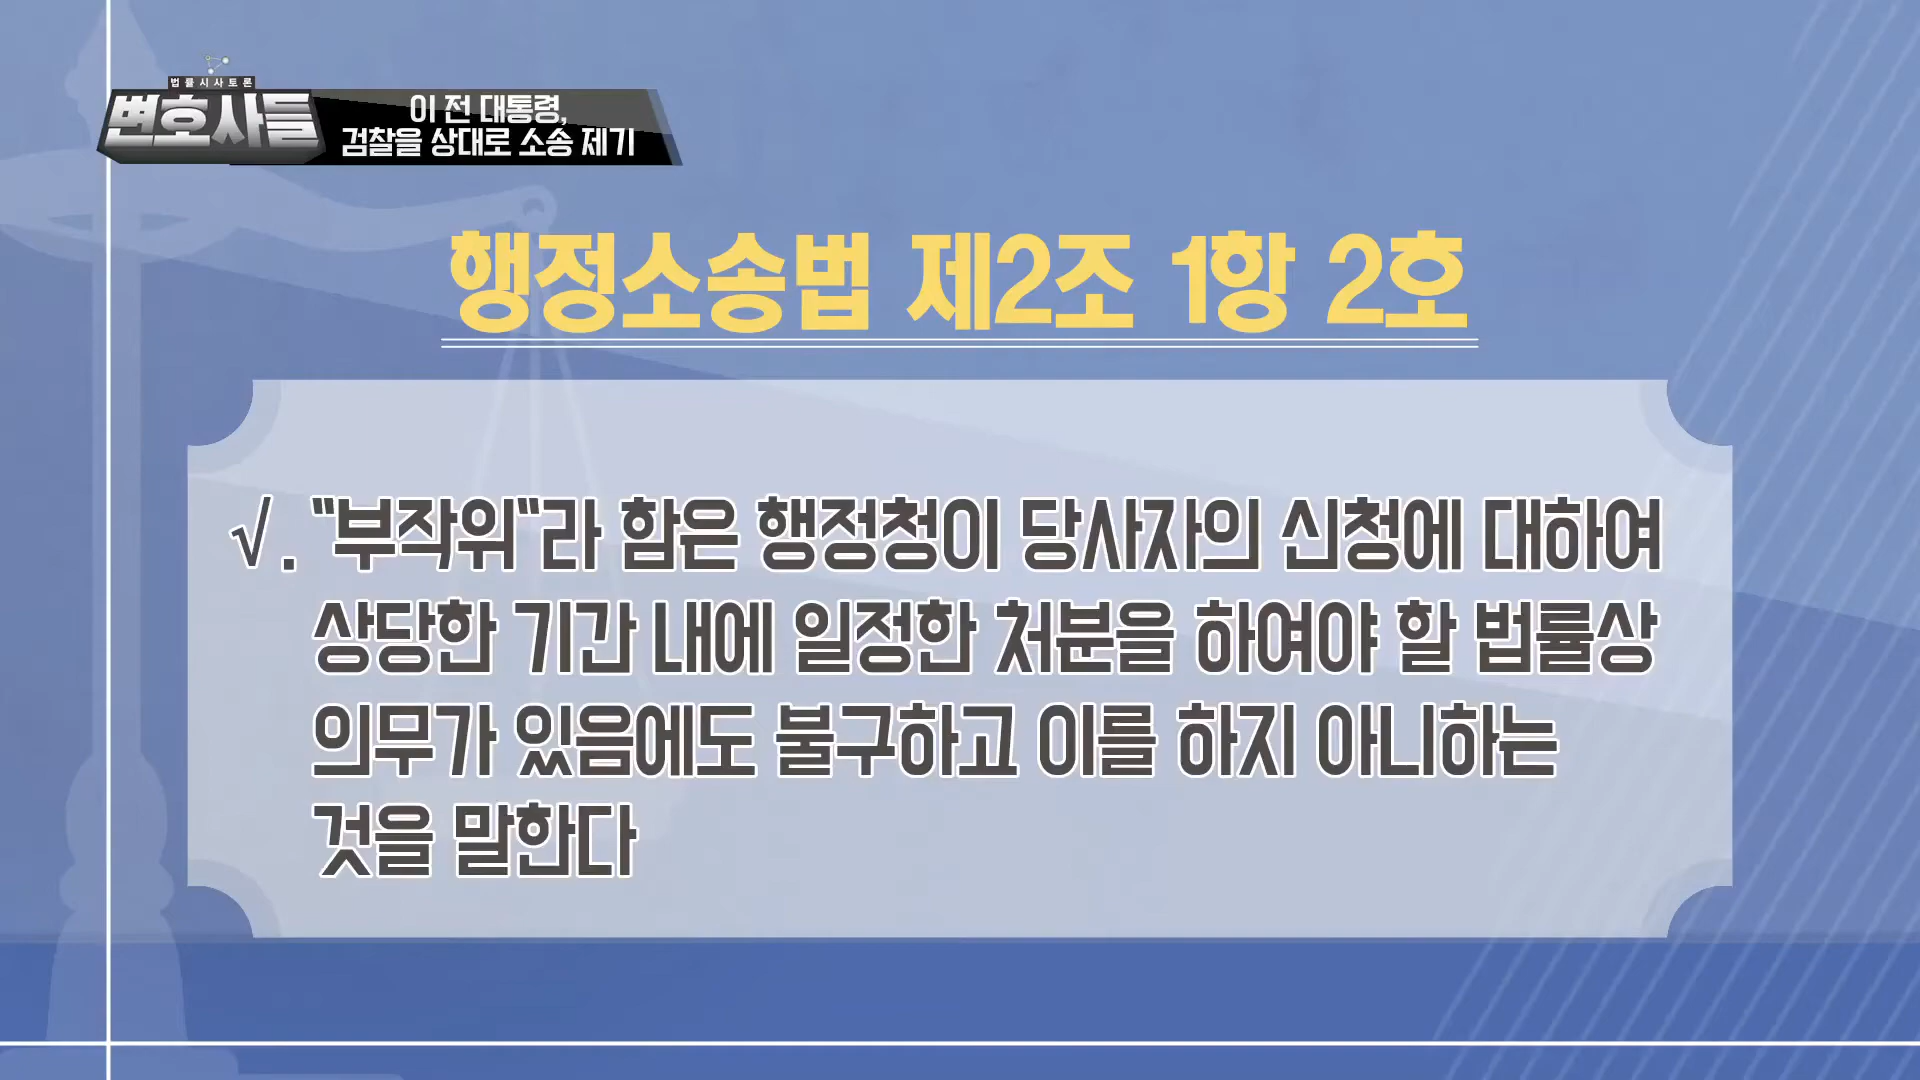 법률시사토론
변호사들
이 전 대통령,
검찰을 상대로 소송 제기
행정소송법 제2조 1항 2호
√. "부작위"라 함은 행정청이 당사자의 신청에 대하여
상당한 기간 내에 일정한 처분을 하여야 할 법률상
의무가 있음에도 불구하고 이를 하지 아니하는
것을 말한다